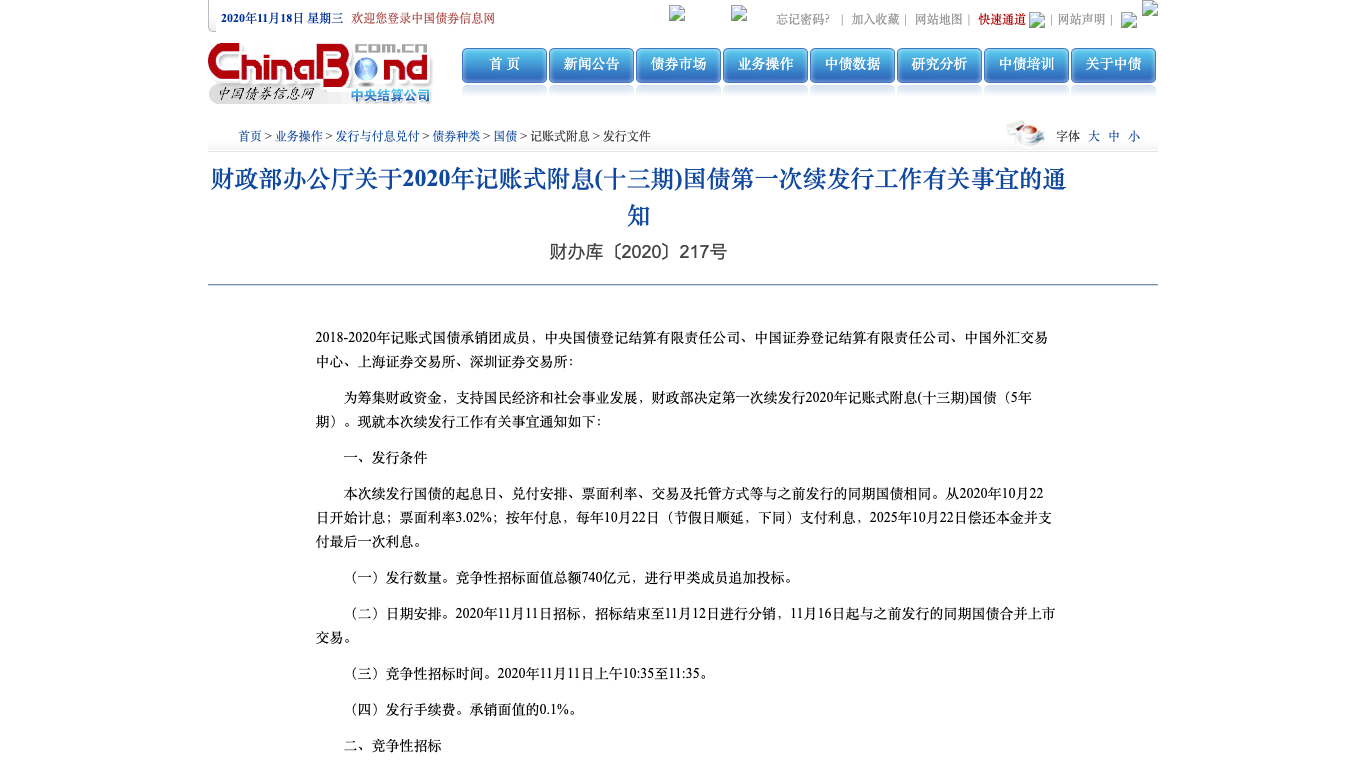 2020年11月18日 星期三 欢迎您登录中国债券信息网
忘记密码? | 加入收藏 | 网站地图 | 快速通道 | 网站声明 |
ChinaBond com.cn
中国债券信息网 中央结算公司
首 页 新闻公告 债券市场 业务操作 中债数据 研究分析 中债培训 关于中债
首页 > 业务操作 > 发行与付息兑付 > 债券种类 > 国债 > 记账式附息 > 发行文件 字体 大 中 小
财政部办公厅关于2020年记账式附息(十三期)国债第一次续发行工作有关事宜的通
知
财办库〔2020〕217号
2018-2020年记账式国债承销团成员，中央国债登记结算有限责任公司、中国证券登记结算有限责任公司、中国外汇交易
中心、上海证券交易所、深圳证券交易所：
为筹集财政资金，支持国民经济和社会事业发展，财政部决定第一次续发行2020年记账式附息(十三期)国债（5年
期）。现就本次续发行工作有关事宜通知如下：
一、发行条件
本次续发行国债的起息日、兑付安排、票面利率、交易及托管方式等与之前发行的同期国债相同。从2020年10月22
日开始计息；票面利率3.02%；按年付息，每年10月22日（节假日顺延，下同）支付利息，2025年10月22日偿还本金并支
付最后一次利息。
（一）发行数量。竞争性招标面值总额740亿元，进行甲类成员追加投标。
（二）日期安排。2020年11月11日招标，招标结束至11月12日进行分销，11月16日起与之前发行的同期国债合并上市
交易。
（三）竞争性招标时间。2020年11月11日上午10:35至11:35。
（四）发行手续费。承销面值的0.1%。
二、竞争性招标